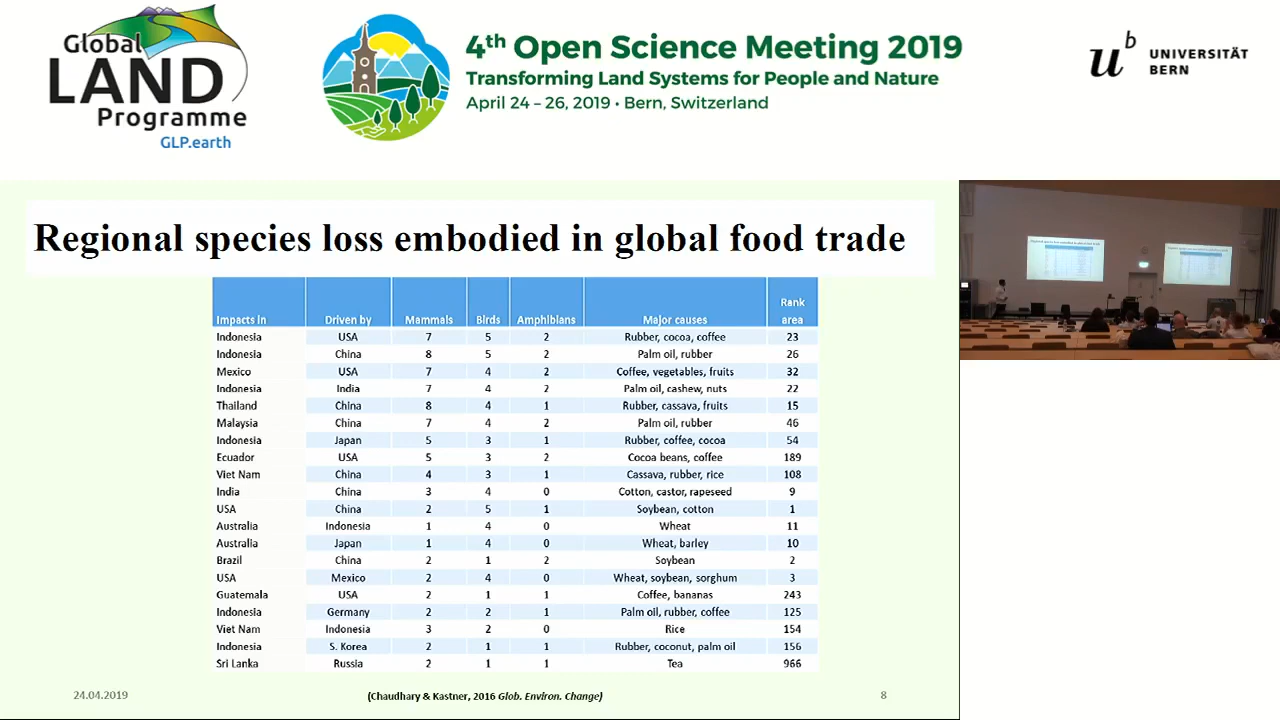 Global
LAND
Programme
GLP.earth
4th Open Science Meeting 2019
Transforming Land Systems for People and Nature
April 24 – 26, 2019 • Bern, Switzerland
u b
UNIVERSITÄT
BERN
Regional species loss embodied in global food trade
Impacts in Driven by Mammals Birds Amphibians Major causes Rank area
Indonesia USA 7 5 2 Rubber, cocoa, coffee 23
Indonesia China 8 5 2 Palm oil, rubber 26
Mexico USA 7 4 2 Coffee, vegetables, fruits 32
Indonesia India 7 4 2 Palm oil, cashew, nuts 22
Thailand China 8 4 1 Rubber, cassava, fruits 15
Malaysia China 7 4 2 Palm oil, rubber 46
Indonesia Japan 5 3 1 Rubber, coffee, cocoa 54
Ecuador USA 5 3 2 Cocoa beans, coffee 189
Viet Nam China 4 3 1 Cassava, rubber, rice 108
India China 3 4 0 Cotton, castor, rapeseed 9
USA China 2 5 1 Soybean, cotton 1
Australia Indonesia 1 4 0 Wheat 11
Australia Japan 1 4 0 Wheat, barley 10
Brazil China 2 1 2 Soybean 2
USA Mexico 2 4 0 Wheat, soybean, sorghum 3
Guatemala USA 2 1 1 Coffee, bananas 243
Indonesia Germany 2 2 1 Palm oil, rubber, coffee 125
Viet Nam Indonesia 3 2 0 Rice 154
Indonesia S. Korea 2 1 1 Rubber, coconut, palm oil 156
Sri Lanka Russia 2 1 1 Tea 966
24.04.2019
(Chaudhary & Kastner, 2016 Glob. Environ. Change)
8